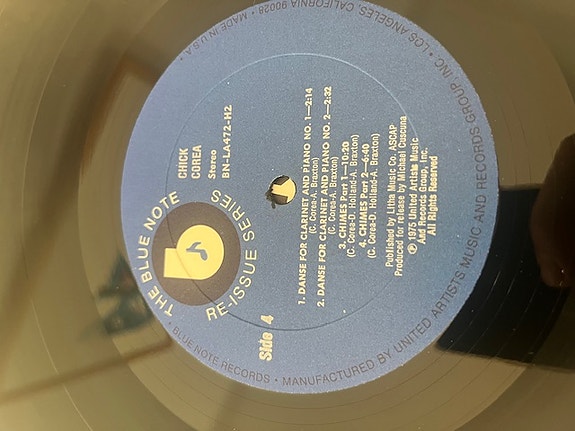 THE BLUE NOTE
RE-ISSUE SERIES
CHICK
COREA
Stereo
BN-LA472-H2
Side 4
1. DANSE FOR CLARINET AND PIANO NO. 1—2:14
(C. Corea-A. Braxton)
2. DANSE FOR CLARINET AND PIANO NO. 2—2:32
(C. Corea-A. Braxton)
3. CHIMES Part 1—10:20
(C. Corea-D. Holland-A. Braxton)
4. CHIMES Part 2—6:40
(C. Corea-D. Holland-A. Braxton)
Published by Litha Music Co. ASCAP
Produced for release by Michael Cuscuna
℗ 1975 United Artists Music
And Records Group, Inc.
All Rights Reserved
• BLUE NOTE RECORDS • MANUFACTURED BY UNITED ARTISTS MUSIC AND RECORDS GROUP, INC. • LOS ANGELES, CALIFORNIA 90028 • MADE IN U.S.A.